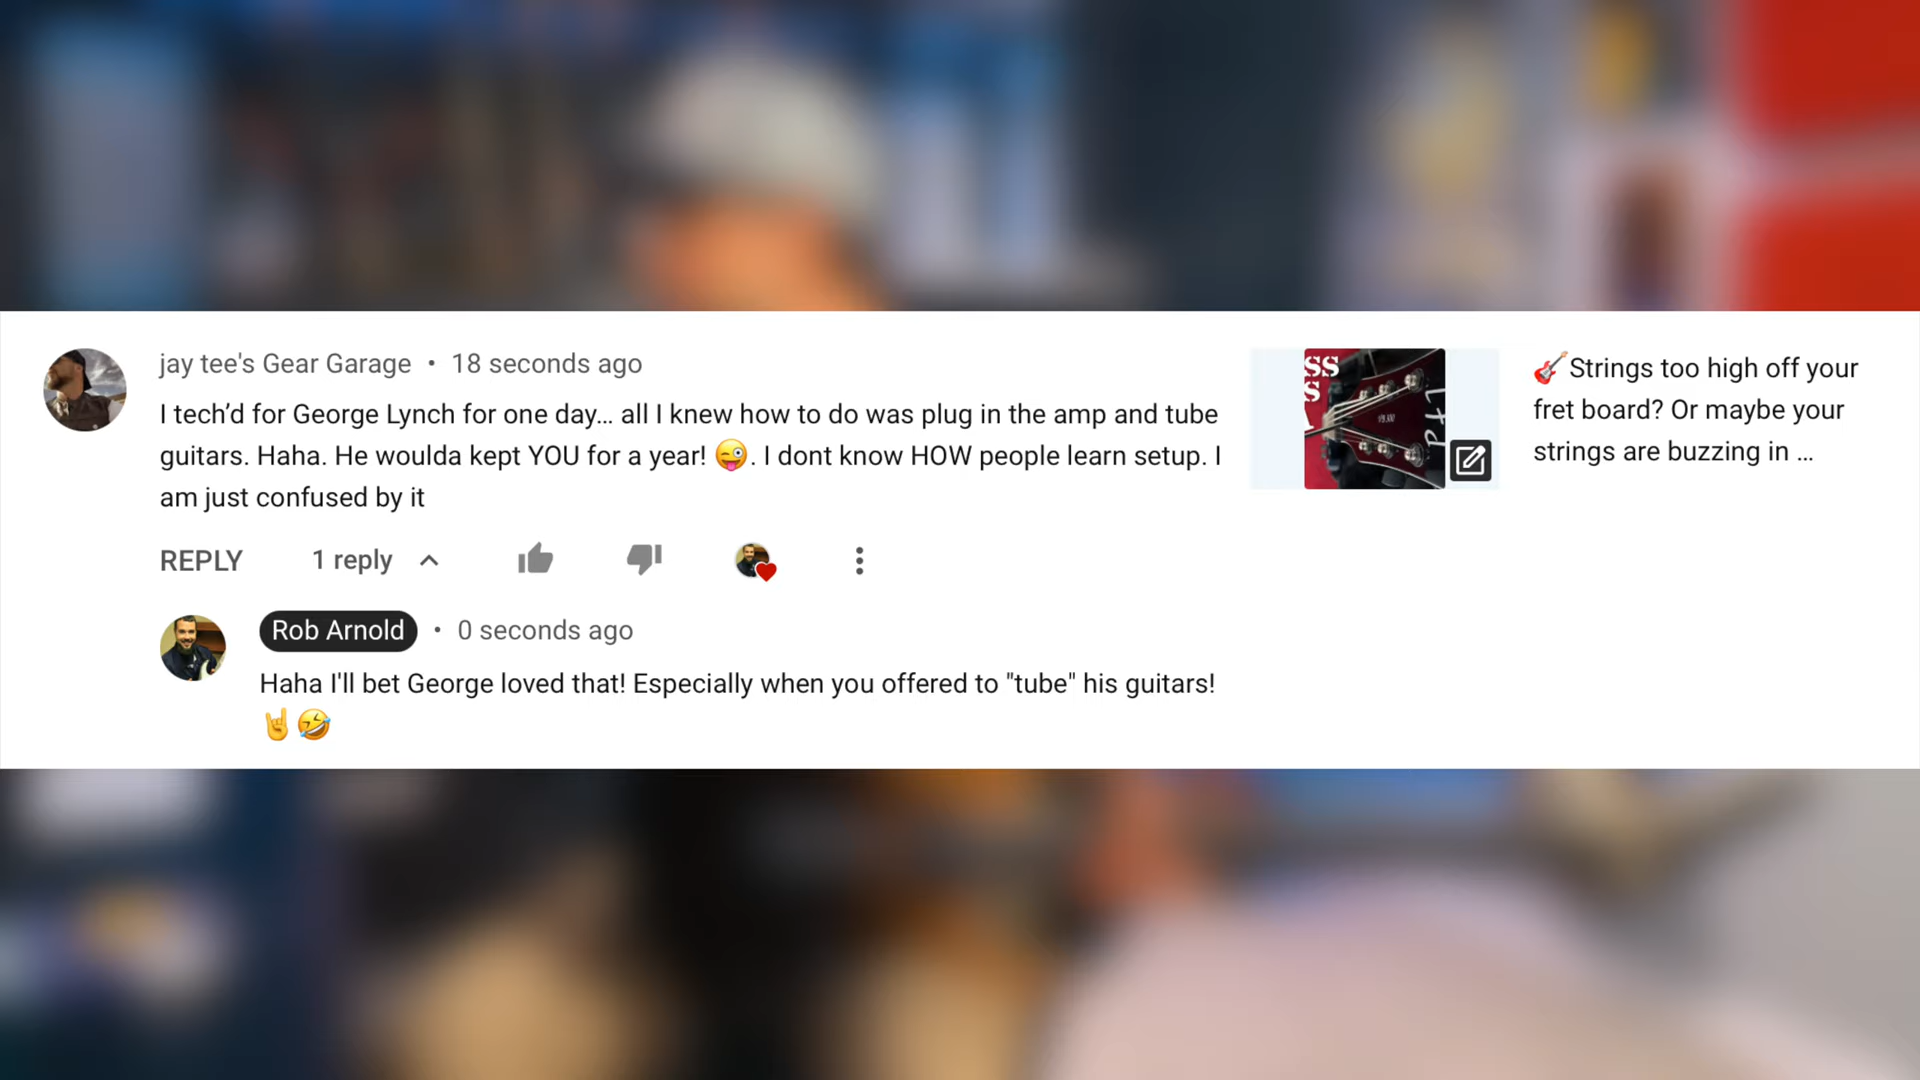 jay tee's Gear Garage • 18 seconds ago
I tech’d for George Lynch for one day… all I knew how to do was plug in the amp and tube
guitars. Haha. He woulda kept YOU for a year! 😜. I dont know HOW people learn setup. I
am just confused by it
REPLY 1 reply
Rob Arnold • 0 seconds ago
Haha I'll bet George loved that! Especially when you offered to "tube" his guitars!
🤘🤣
SS
S
🎸Strings too high off your
fret board? Or maybe your
strings are buzzing in ...